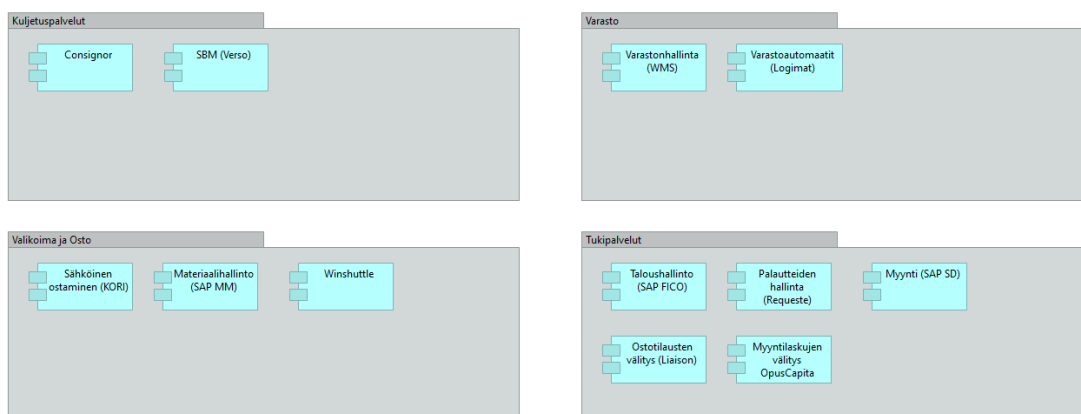 Kuljetuspalvelut
Consignor
SBM (Verso)
Varasto
Varastonhallinta
(WMS)
Varastoautomaatit
(Logimat)
Valikoima ja Osto
Sähköinen
ostaminen (KORI)
Materiaalihallinto
(SAP MM)
Winshuttle
Tukipalvelut
Taloushallinto
(SAP FICO)
Palautteiden
hallinta
(Requeste)
Myynti (SAP SD)
Ostotilausten
välitys (Liaison)
Myyntilaskujen
välitys
OpusCapita